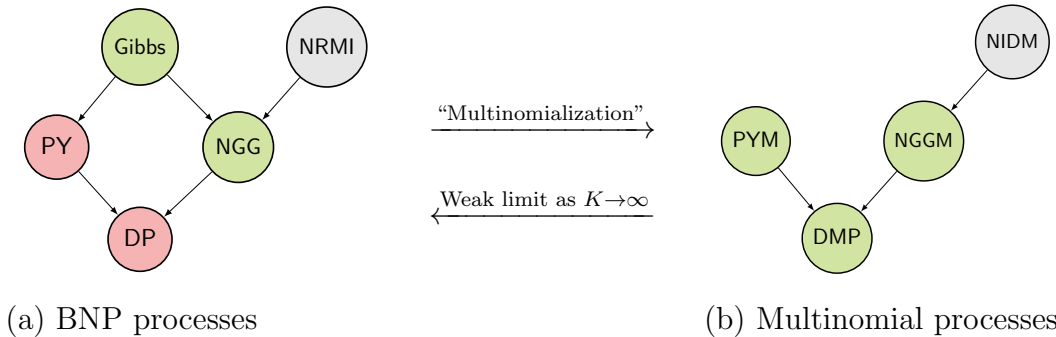 Gibbs
NRMI
PY
NGG
DP
“Multinomialization”
Weak limit as K→∞
NIDM
PYM
NGGM
DMP
(a) BNP processes
(b) Multinomial processes